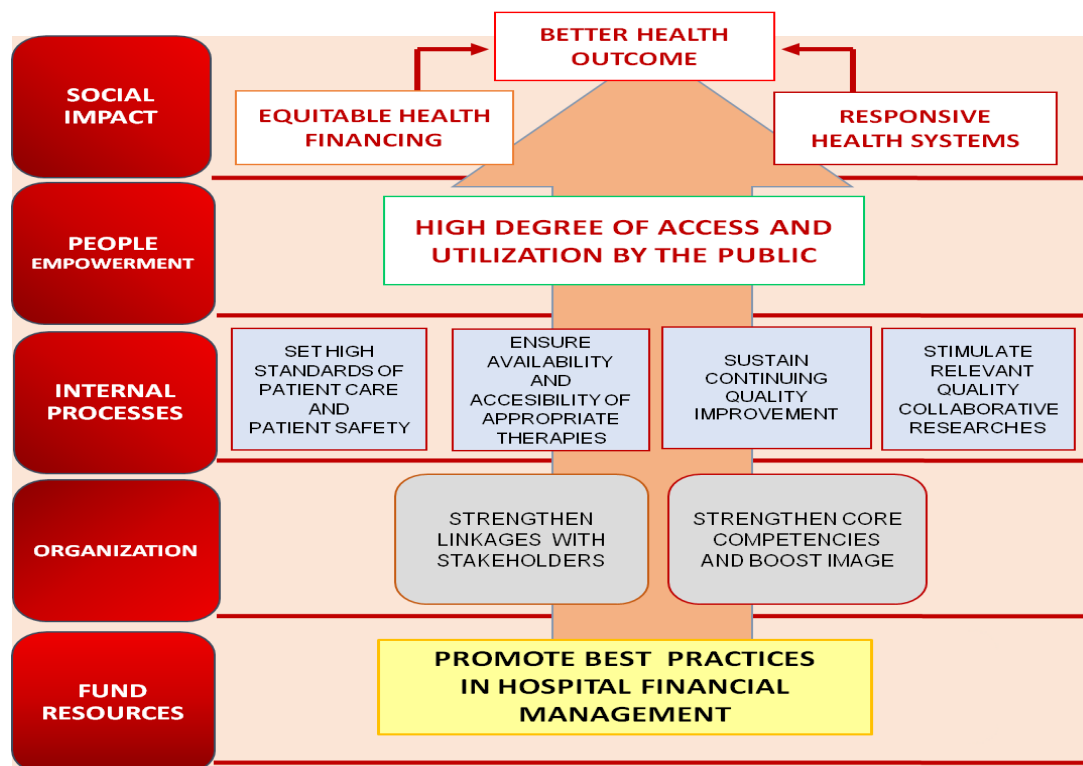 BETTER HEALTH
OUTCOME
SOCIAL
IMPACT
EQUITABLE HEALTH
FINANCING
RESPONSIVE
HEALTH SYSTEMS
PEOPLE
EMPOWERMENT
HIGH DEGREE OF ACCESS AND
UTILIZATION BY THE PUBLIC
INTERNAL
PROCESSES
SET HIGH
STANDARDS OF
PATIENT CARE
AND
PATIENT SAFETY
ENSURE
AVAILABILITY
AND
ACCESIBILITY OF
APPROPRIATE
THERAPIES
SUSTAIN
CONTINUING
QUALITY
IMPROVEMENT
STIMULATE
RELEVANT
QUALITY
COLLABORATIVE
RESEARCHES
ORGANIZATION
STRENGTHEN
LINKAGES WITH
STAKEHOLDERS
STRENGTHEN CORE
COMPETENCIES
AND BOOST IMAGE
FUND
RESOURCES
PROMOTE BEST PRACTICES
IN HOSPITAL FINANCIAL
MANAGEMENT